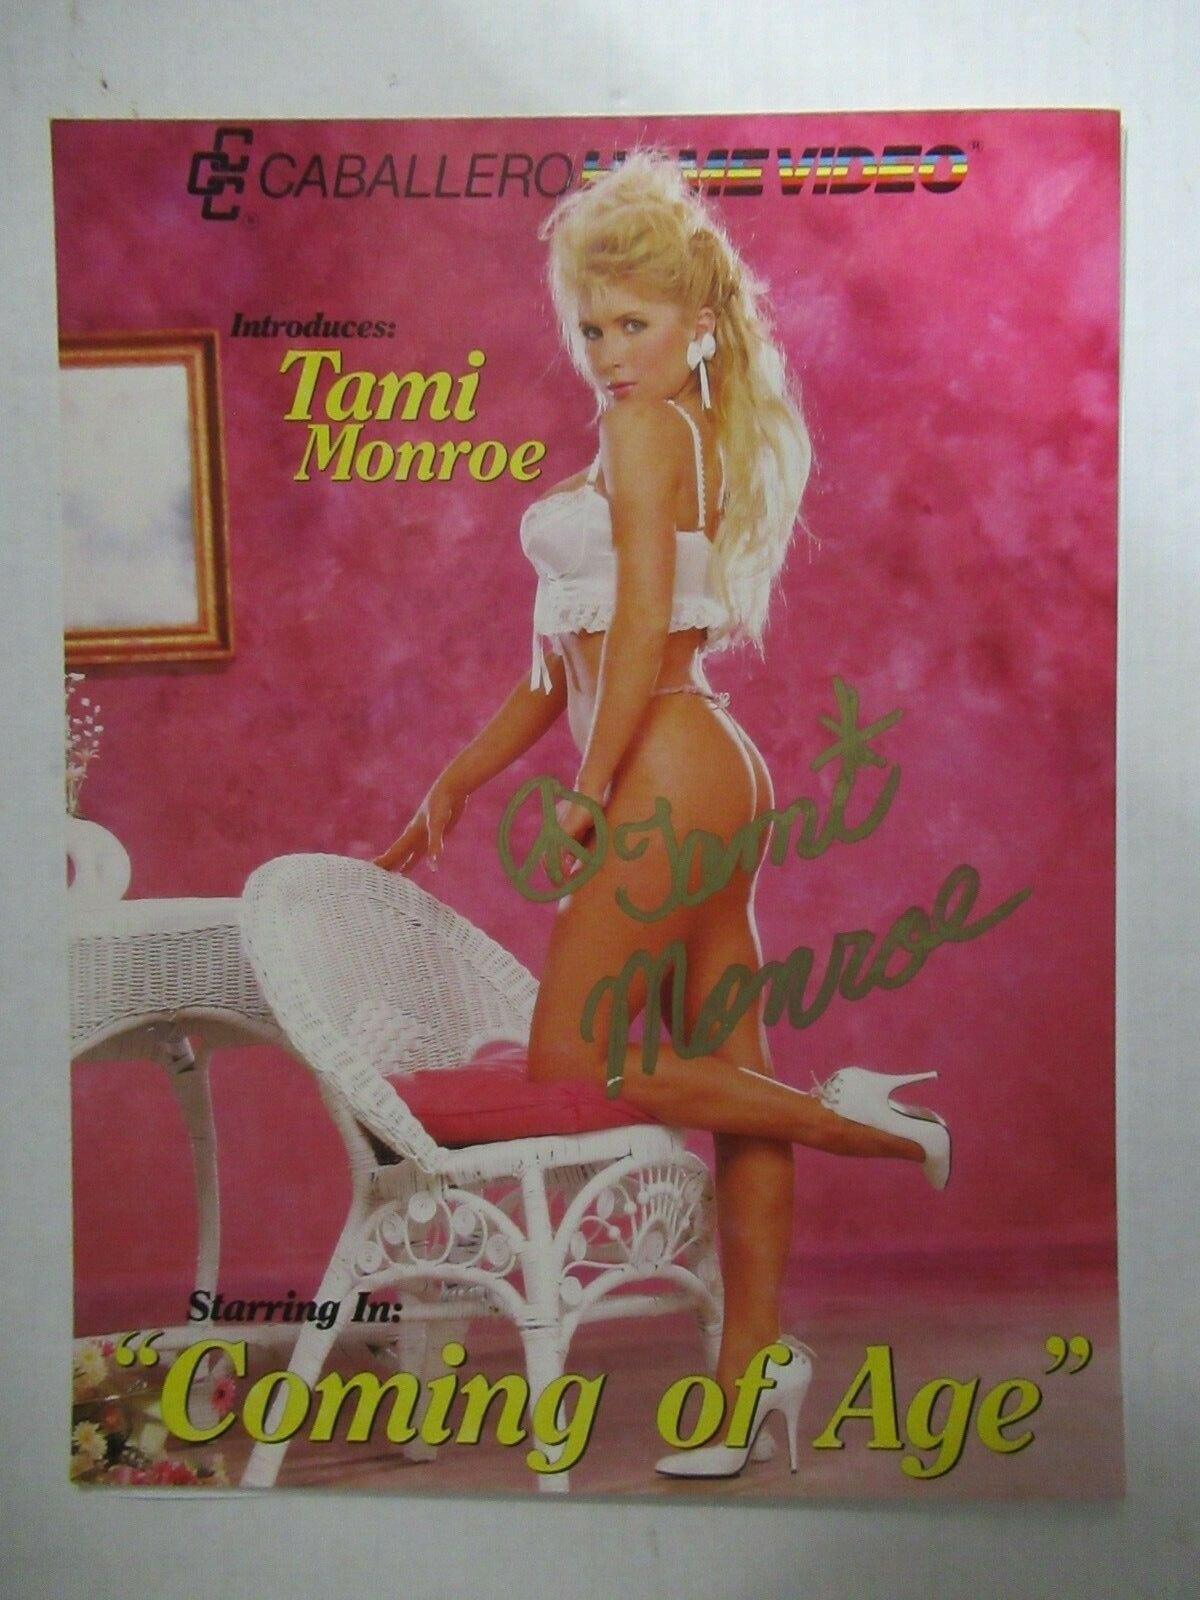 CABALLERO HOME VIDEO®
Introduces:
Tami
Monroe
Tami
Monroe
Starring In:
"Coming of Age"